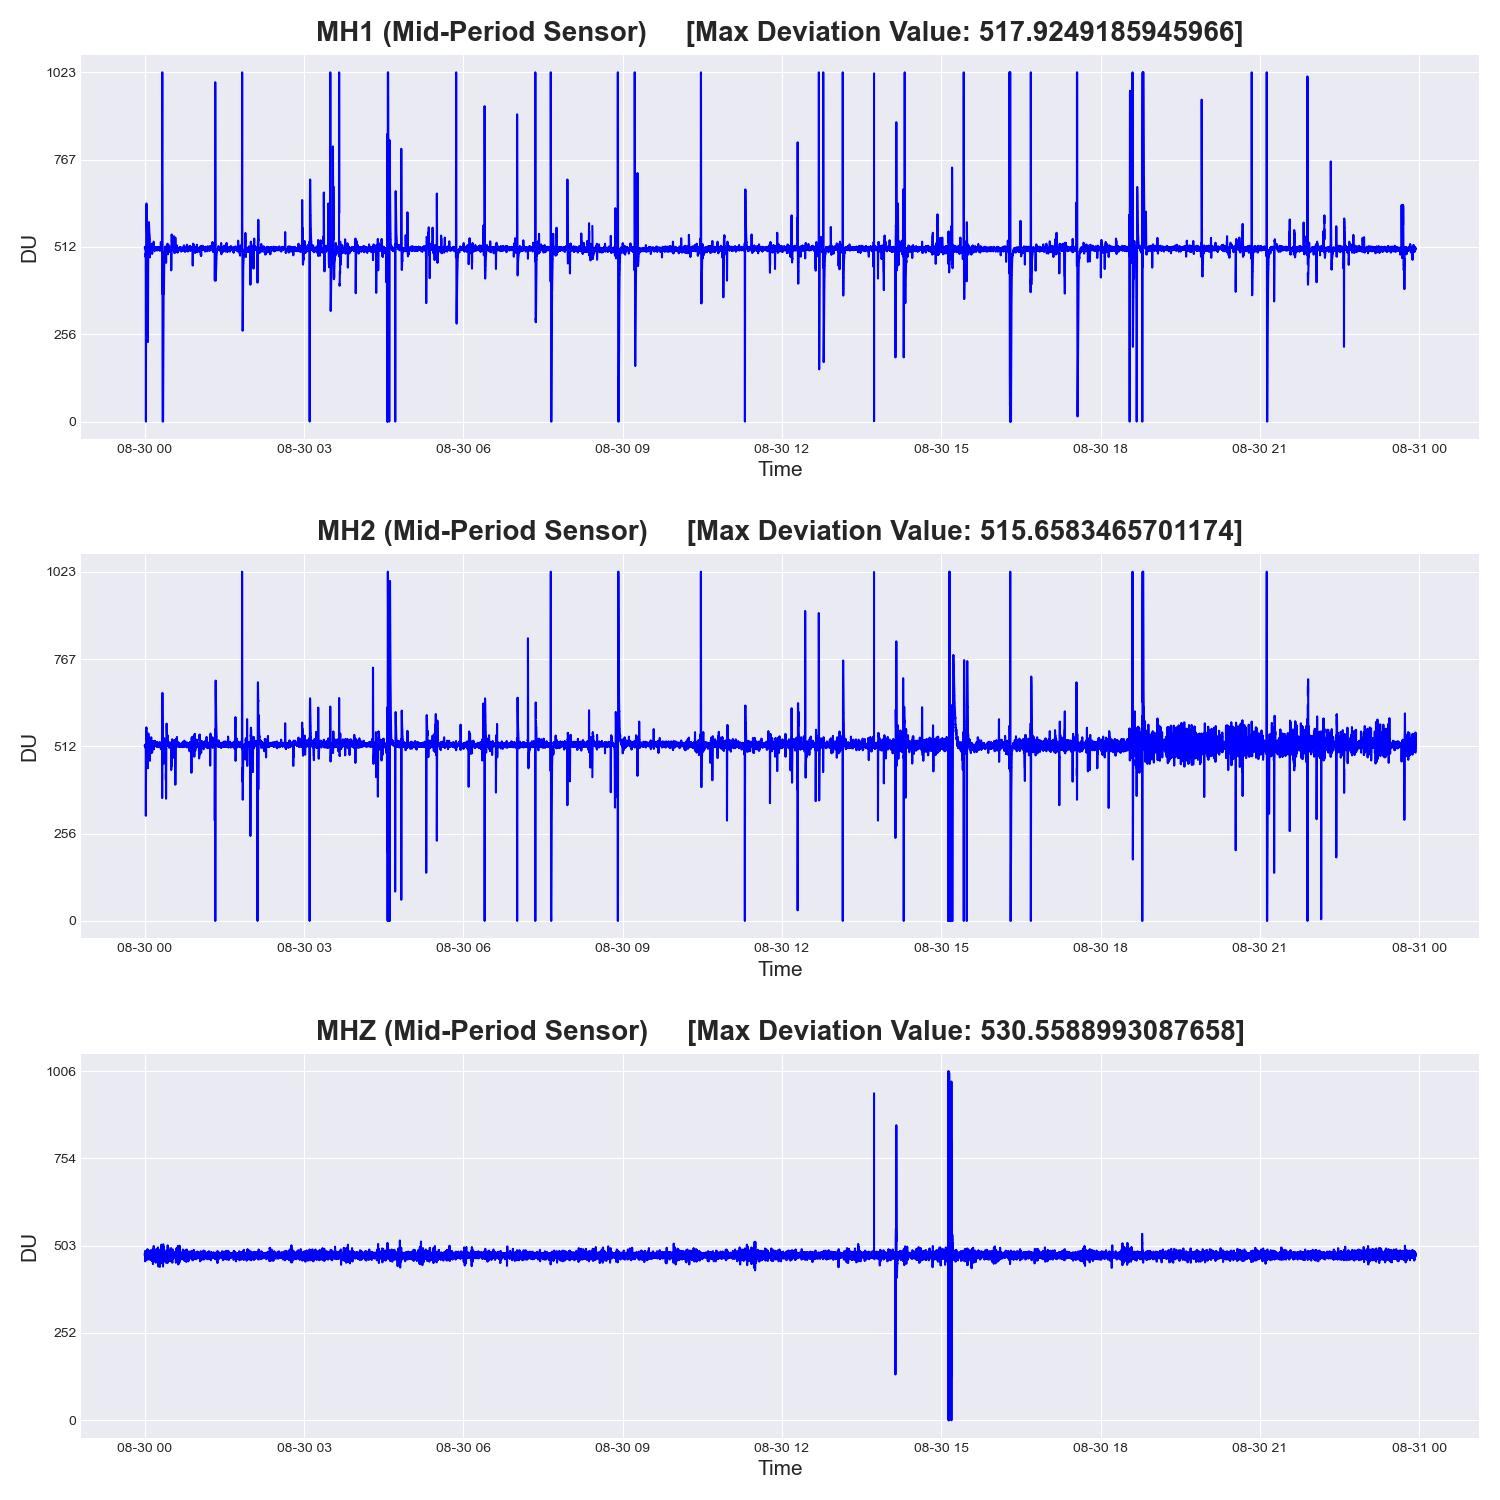 MH1 (Mid-Period Sensor) [Max Deviation Value: 517.9249185945966]
1023
767
512
256
0
DU
08-30 00 08-30 03 08-30 06 08-30 09 08-30 12 08-30 15 08-30 18 08-30 21 08-31 00
Time
MH2 (Mid-Period Sensor) [Max Deviation Value: 515.6583465701174]
1023
767
512
256
0
DU
08-30 00 08-30 03 08-30 06 08-30 09 08-30 12 08-30 15 08-30 18 08-30 21 08-31 00
Time
MHZ (Mid-Period Sensor) [Max Deviation Value: 530.5588993087658]
1006
754
503
252
0
DU
08-30 00 08-30 03 08-30 06 08-30 09 08-30 12 08-30 15 08-30 18 08-30 21 08-31 00
Time